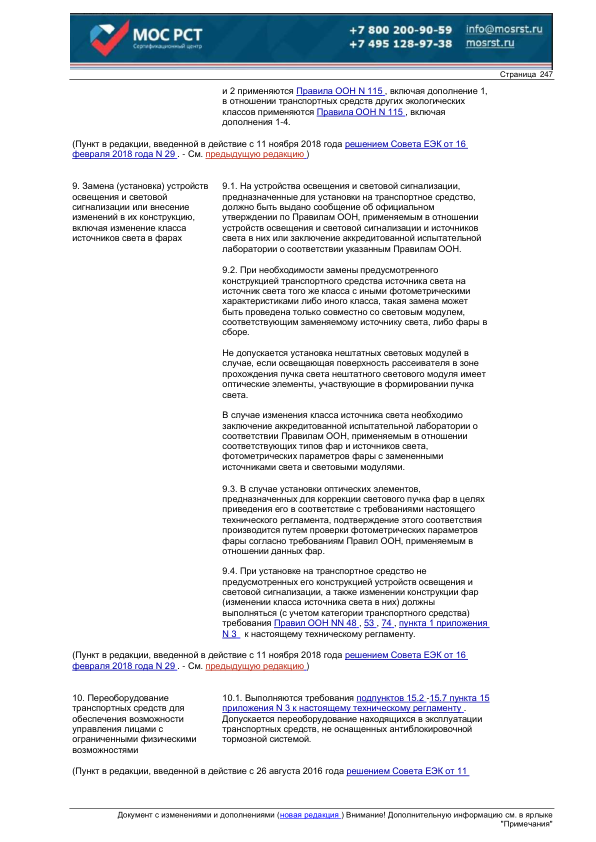 МОС РСТ
Сертификационный центр
+7 800 200-90-59 info@mosrst.ru
+7 495 128-97-38 mosrst.ru
Страница 247
и 2 применяются Правила ООН N 115 , включая дополнение 1,
в отношении транспортных средств других экологических
классов применяются Правила ООН N 115 , включая
дополнения 1-4.
(Пункт в редакции, введенной в действие с 11 ноября 2018 года решением Совета ЕЭК от 16
февраля 2018 года N 29 . - См. предыдущую редакцию )
9. Замена (установка) устройств
освещения и световой
сигнализации или внесение
изменений в их конструкцию,
включая изменение класса
источников света в фарах
9.1. На устройства освещения и световой сигнализации,
предназначенные для установки на транспортное средство,
должно быть выдано сообщение об официальном
утверждении по Правилам ООН, применяемым в отношении
устройств освещения и световой сигнализации и источников
света в них или заключение аккредитованной испытательной
лаборатории о соответствии указанным Правилам ООН.
9.2. При необходимости замены предусмотренного
конструкцией транспортного средства источника света на
источник света того же класса с иными фотометрическими
характеристиками либо иного класса, такая замена может
быть проведена только совместно со световым модулем,
соответствующим заменяемому источнику света, либо фары в
сборе.
Не допускается установка нештатных световых модулей в
случае, если освещающая поверхность рассеивателя в зоне
прохождения пучка света нештатного светового модуля имеет
оптические элементы, участвующие в формировании пучка
света.
В случае изменения класса источника света необходимо
заключение аккредитованной испытательной лаборатории о
соответствии Правилам ООН, применяемым в отношении
соответствующих типов фар и источников света,
фотометрических параметров фары с замененными
источниками света и световыми модулями.
9.3. В случае установки оптических элементов,
предназначенных для коррекции светового пучка фар в целях
приведения его в соответствие с требованиями настоящего
технического регламента, подтверждение этого соответствия
производится путем проверки фотометрических параметров
фары согласно требованиям Правил ООН, применимым в
отношении данных фар.
9.4. При установке на транспортное средство не
предусмотренных его конструкцией устройств освещения и
световой сигнализации, а также изменении конструкции фар
(изменении класса источника света в них) должны
выполняться (с учетом категории транспортного средства)
требования Правил ООН NN 48 , 53 , 74 , пункта 1 приложения
N 3 к настоящему техническому регламенту.
(Пункт в редакции, введенной в действие с 11 ноября 2018 года решением Совета ЕЭК от 16
февраля 2018 года N 29 . - См. предыдущую редакцию )
10. Переоборудование
транспортных средств для
обеспечения возможности
управления лицами с
ограниченными физическими
возможностями
10.1. Выполняются требования подпунктов 15.2 -15.7 пункта 15
приложения N 3 к настоящему техническому регламенту .
Допускается переоборудование находящихся в эксплуатации
транспортных средств, не оснащенных антиблокировочной
тормозной системой.
(Пункт в редакции, введенной в действие с 26 августа 2016 года решением Совета ЕЭК от 11
Документ с изменениями и дополнениями (новая редакция ) Внимание! Дополнительную информацию см. в ярлыке
"Примечания"